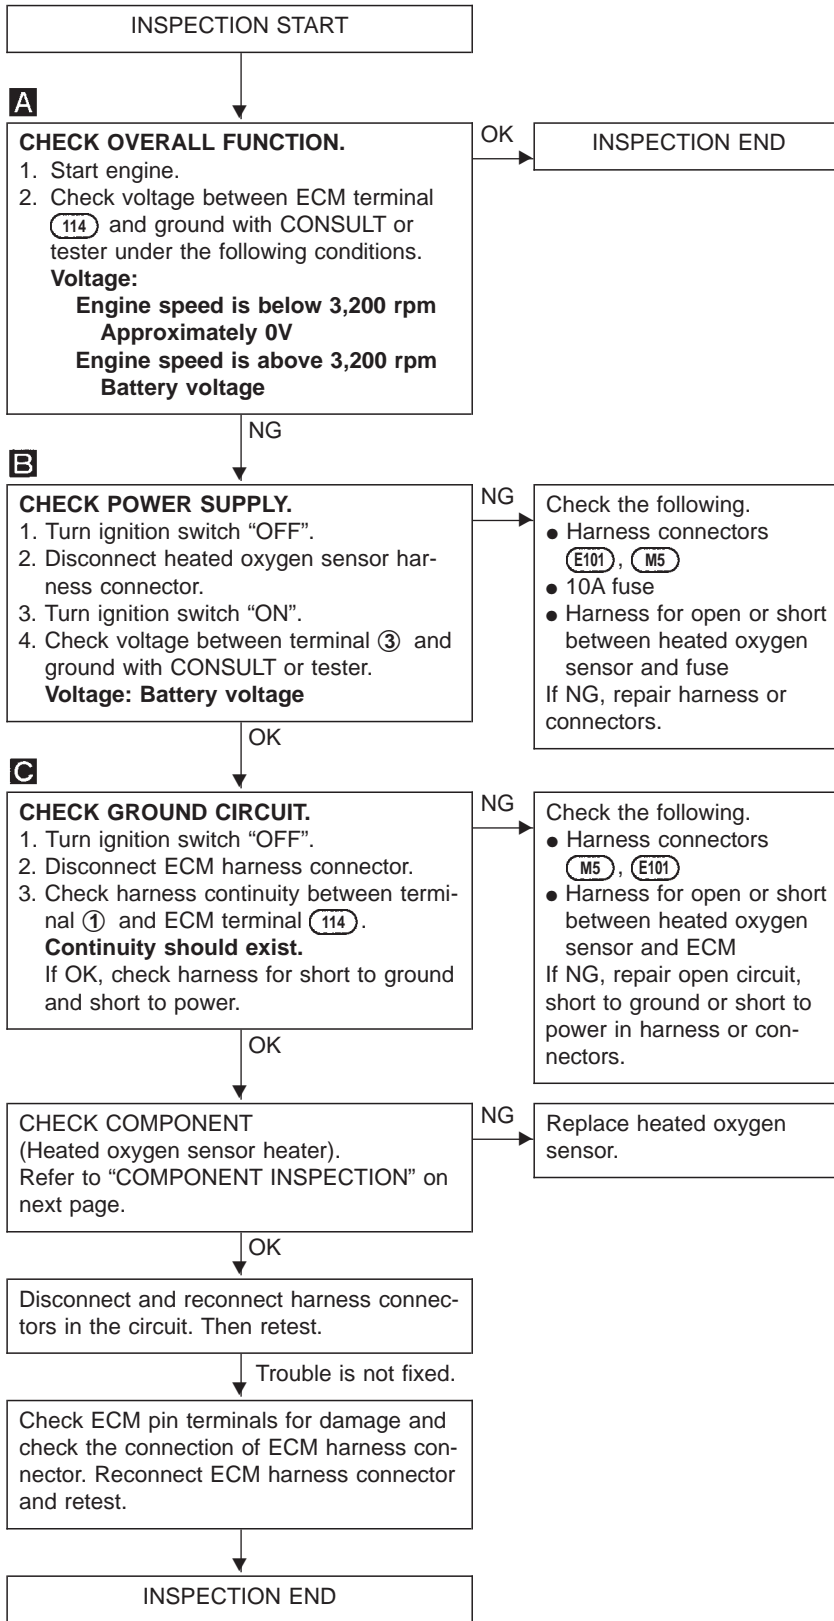 INSPECTION START
A
CHECK OVERALL FUNCTION.
1. Start engine.
2. Check voltage between ECM terminal
114 and ground with CONSULT or
tester under the following conditions.
Voltage:
Engine speed is below 3,200 rpm
Approximately 0V
Engine speed is above 3,200 rpm
Battery voltage
OK
INSPECTION END
NG
B
CHECK POWER SUPPLY.
1. Turn ignition switch “OFF”.
2. Disconnect heated oxygen sensor har-
ness connector.
3. Turn ignition switch “ON”.
4. Check voltage between terminal ③ and
ground with CONSULT or tester.
Voltage: Battery voltage
NG
Check the following.
● Harness connectors
E101, M5
● 10A fuse
● Harness for open or short
between heated oxygen
sensor and fuse
If NG, repair harness or
connectors.
OK
C
CHECK GROUND CIRCUIT.
1. Turn ignition switch “OFF”.
2. Disconnect ECM harness connector.
3. Check harness continuity between termi-
nal ① and ECM terminal 114.
Continuity should exist.
If OK, check harness for short to ground
and short to power.
NG
Check the following.
● Harness connectors
M5, E101
● Harness for open or short
between heated oxygen
sensor and ECM
If NG, repair open circuit,
short to ground or short to
power in harness or con-
nectors.
OK
CHECK COMPONENT
(Heated oxygen sensor heater).
Refer to “COMPONENT INSPECTION” on
next page.
NG
Replace heated oxygen
sensor.
OK
Disconnect and reconnect harness connec-
tors in the circuit. Then retest.
Trouble is not fixed.
Check ECM pin terminals for damage and
check the connection of ECM harness con-
nector. Reconnect ECM harness connector
and retest.
INSPECTION END